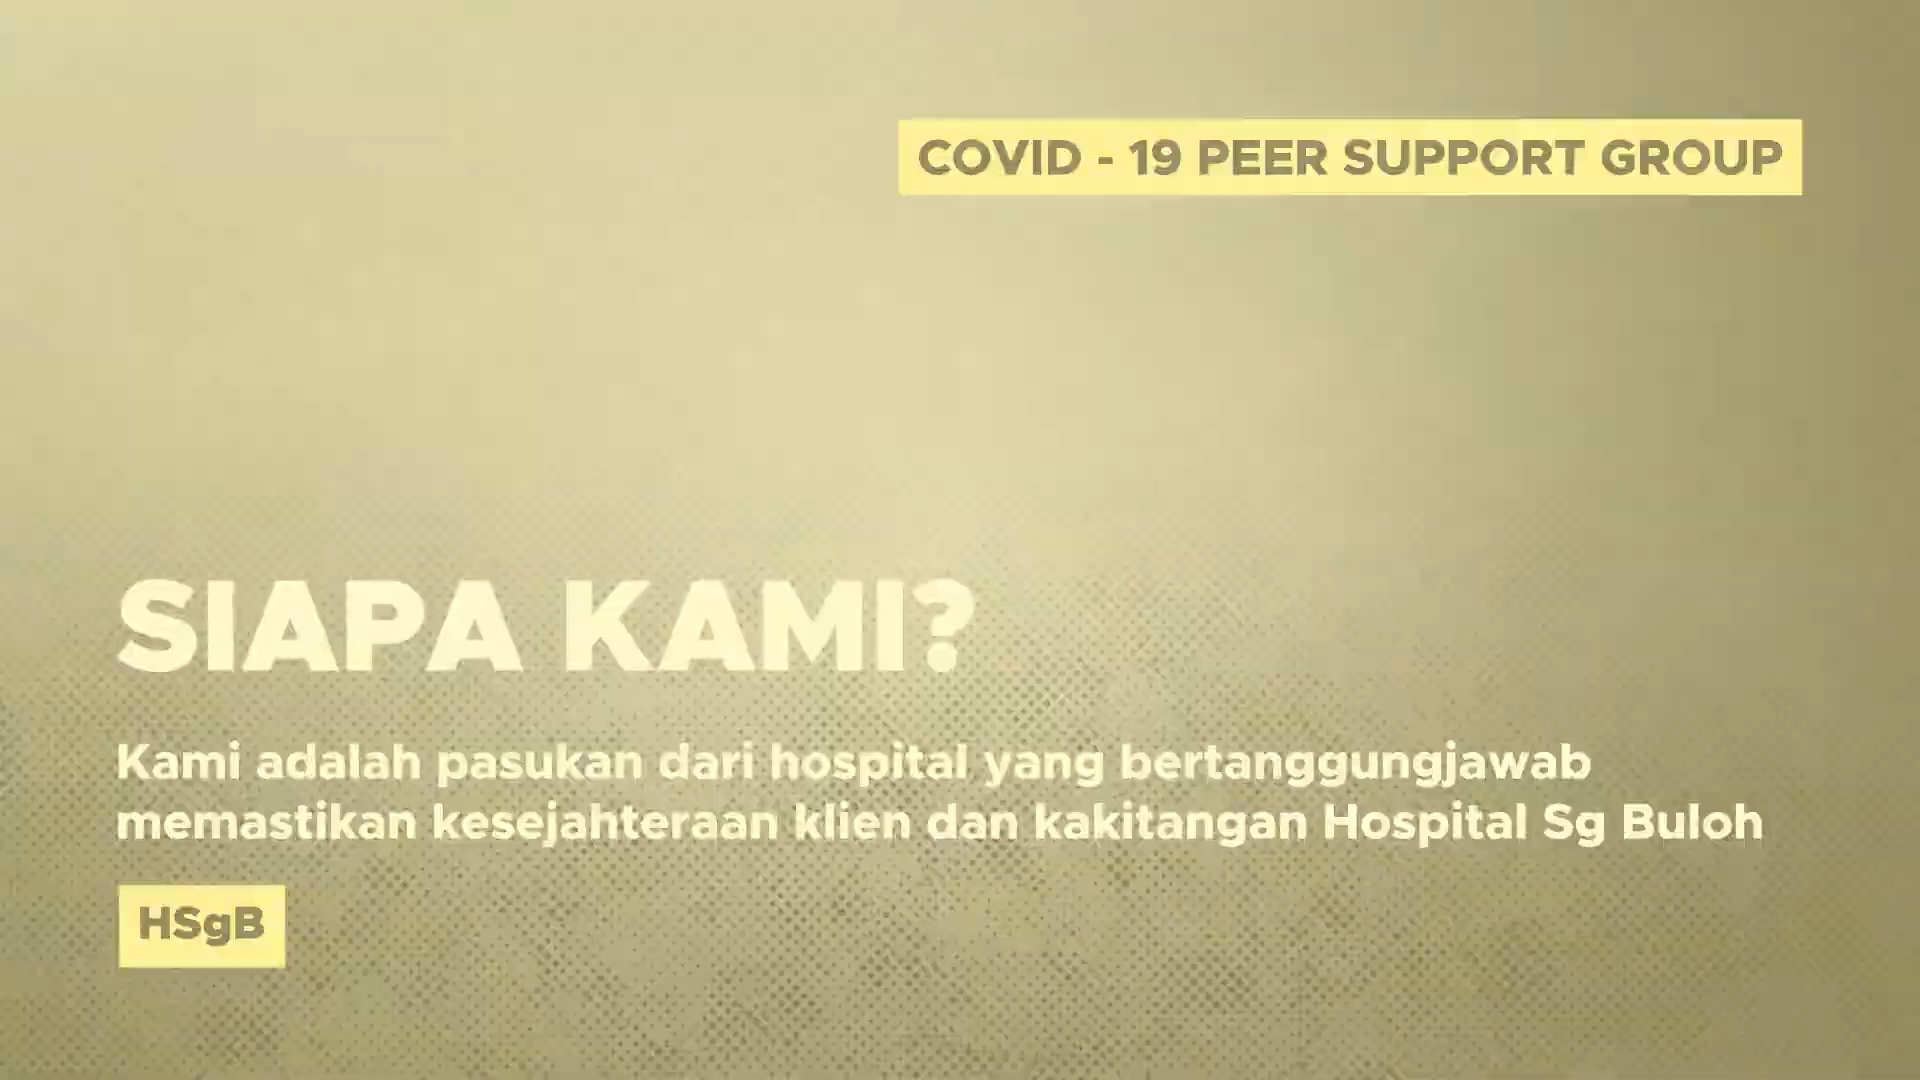 COVID - 19 PEER SUPPORT GROUP
SIAPA KAMI?
Kami adalah pasukan dari hospital yang bertanggungjawab
memastikan kesejahteraan klien dan kakitangan Hospital Sg Buloh
HSgB